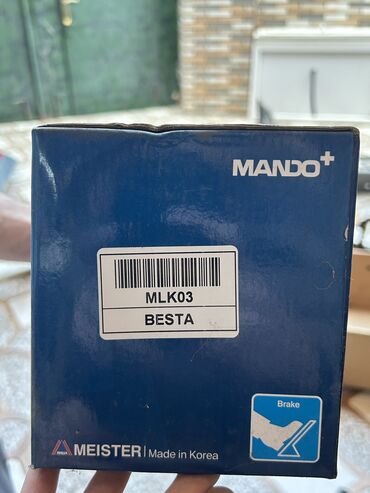 MANDO+
MLK03
BESTA
Brake
MEISTER | Made in Korea